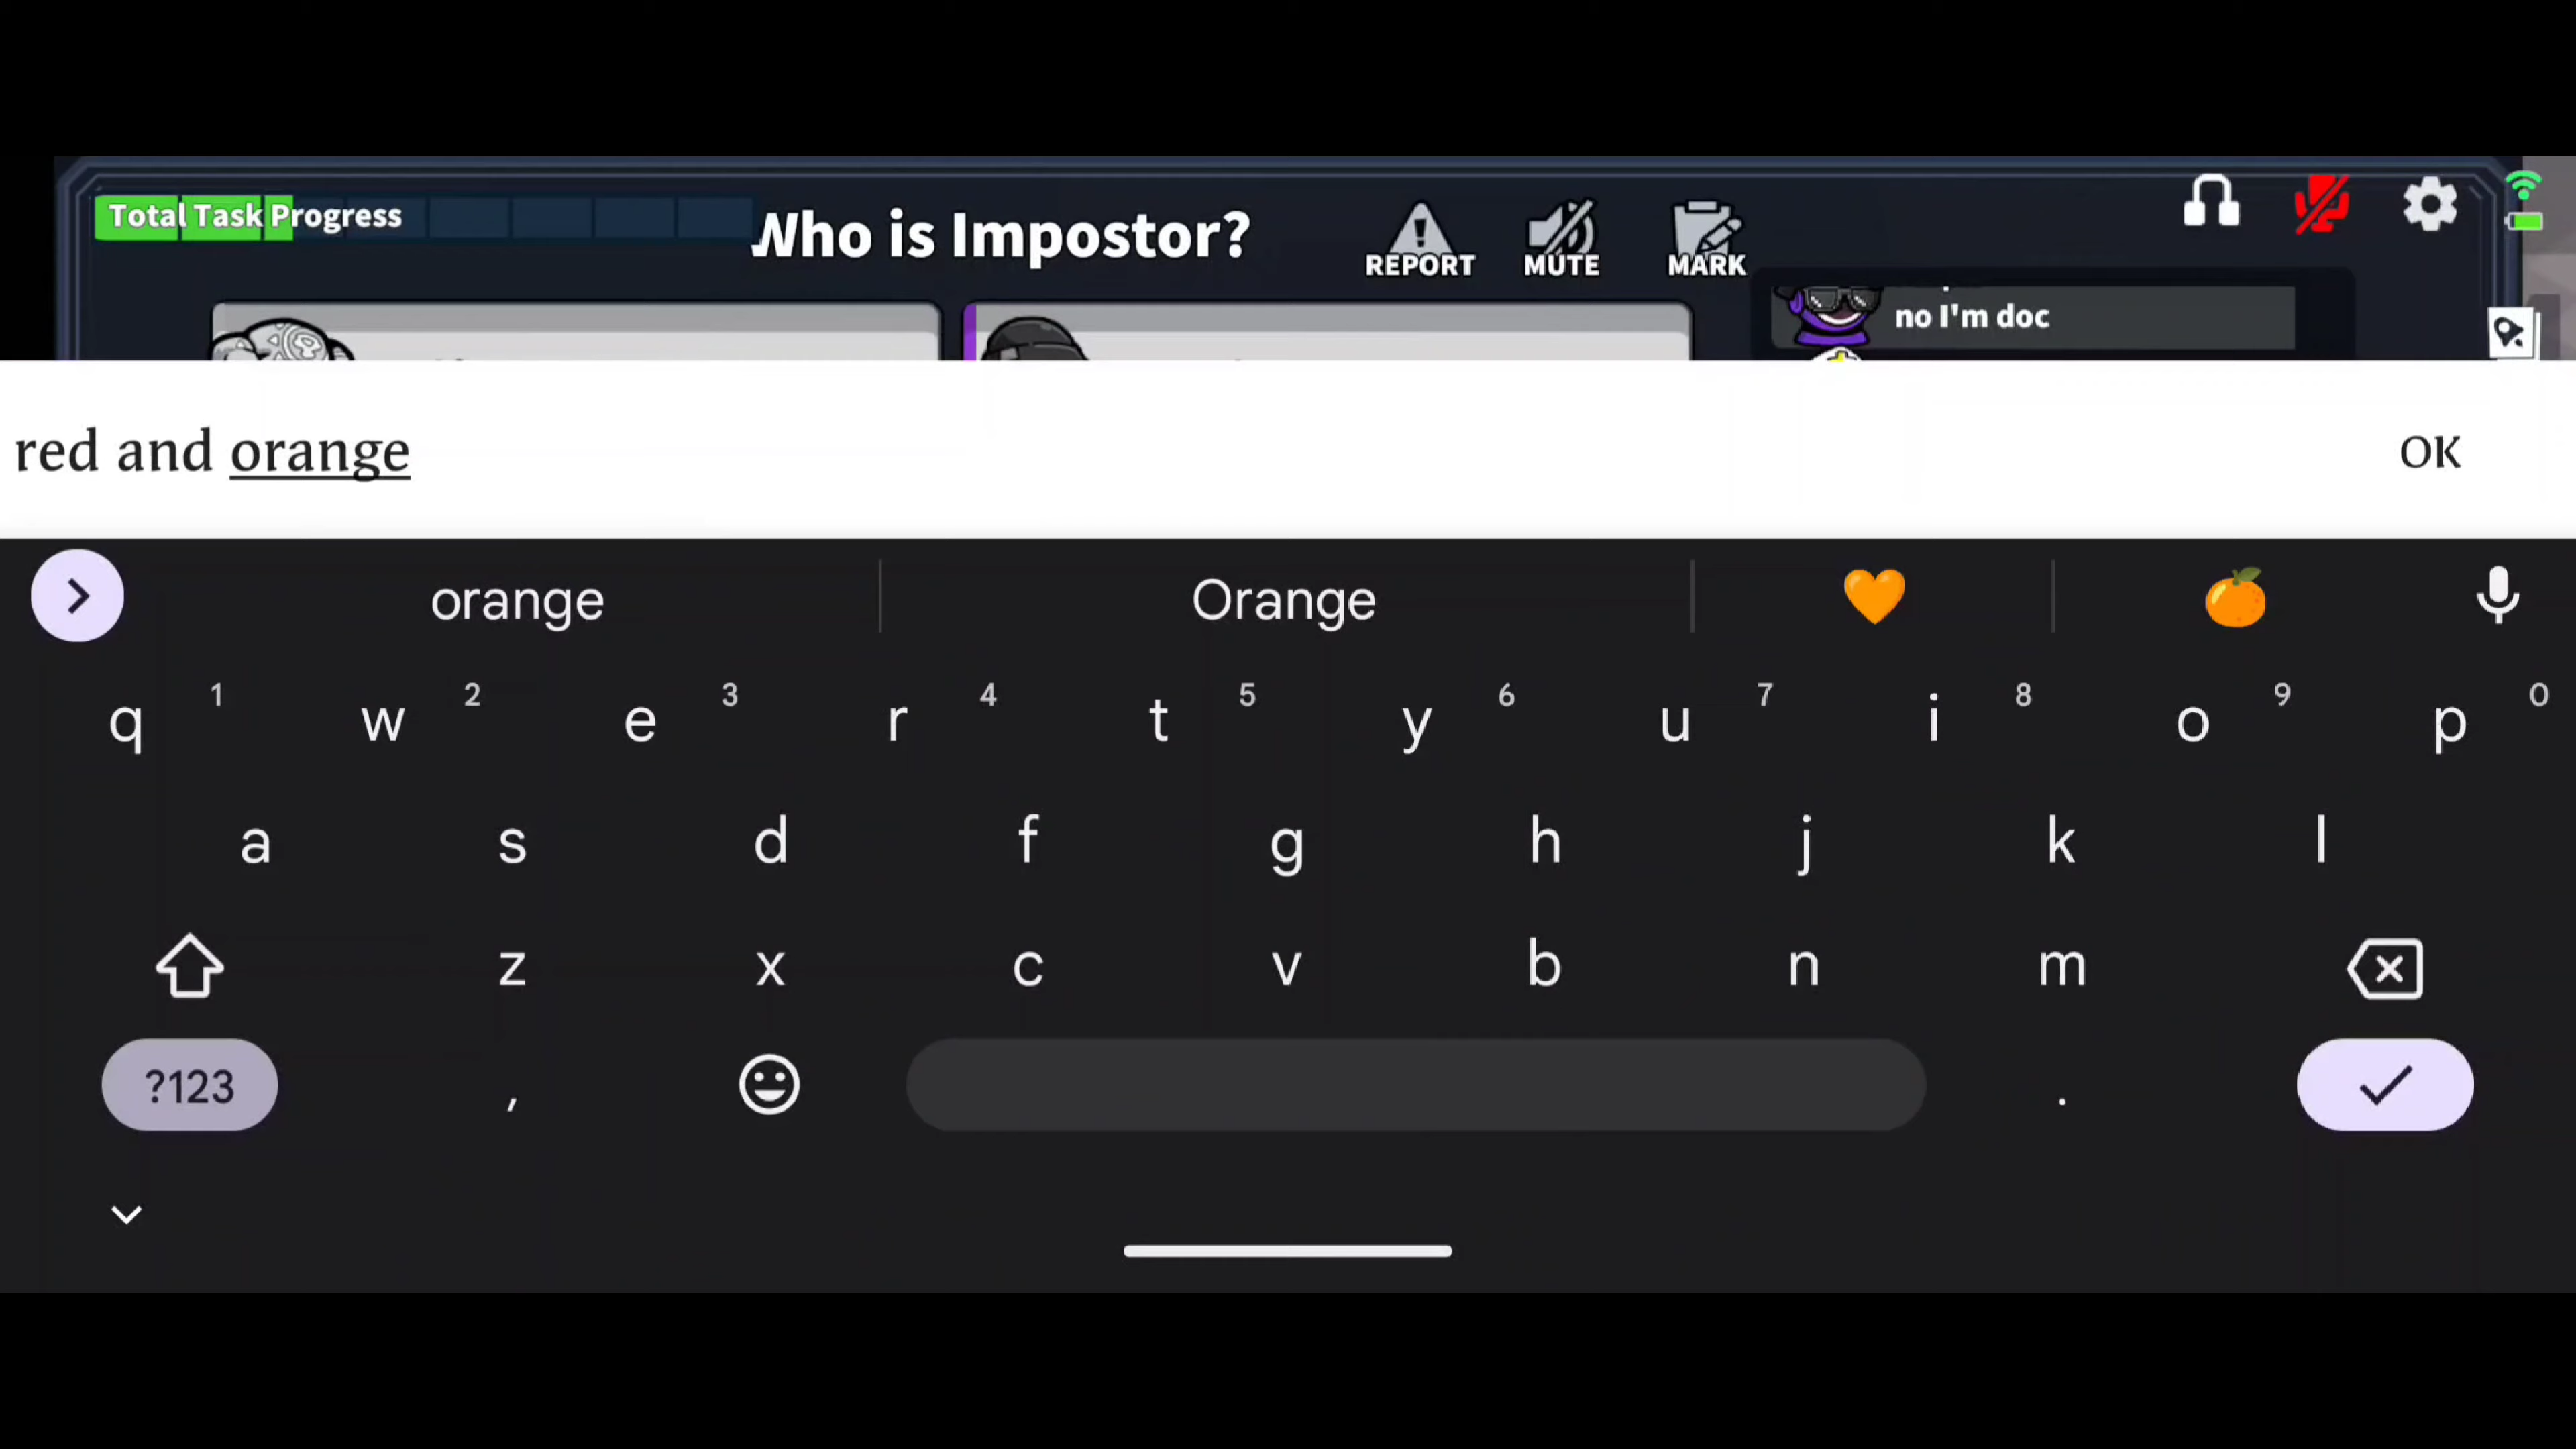 Total Task Progress
Who is Impostor?
REPORT
MUTE
MARK
no I'm doc
red and orange
OK
orange
Orange
q 1 w 2 e 3 r 4 t 5 y 6 u 7 i 8 o 9 p 0
a s d f g h j k l
z x c v b n m
?123 , .